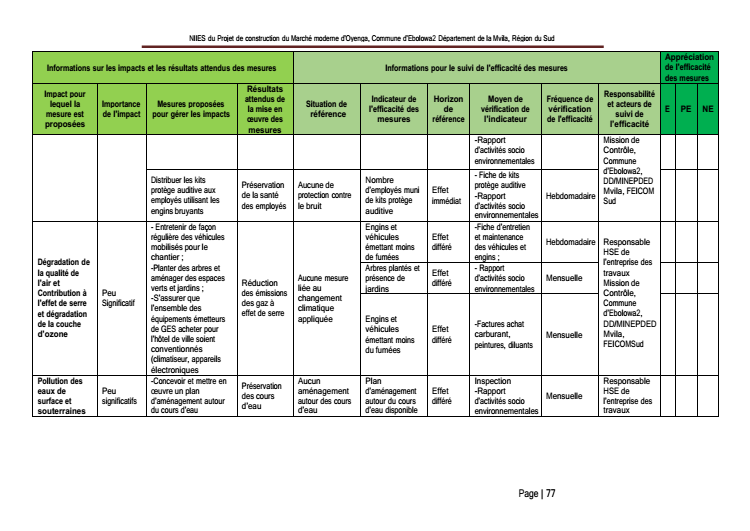 NIIES du Projet de construction du Marché moderne d'Oyenga, Commune d'Ebolowa2 Département de la Mvila, Région du Sud
Informations sur les impacts et les résultats attendus des mesures
Informations pour le suivi de l'efficacité des mesures
Appréciation
de l'efficacité
des mesures
Impact pour
lequel la
mesure est
proposées
Importance
de l'impact
Mesures proposées
pour gérer les impacts
Résultats
attendus de
la mise en
œuvre des
mesures
Situation de
référence
Indicateur de
l'efficacité des
mesures
Horizon
de
référence
Moyen de
vérification de
l'indicateur
Fréquence de
vérification
de l'efficacité
Responsabilité
et acteurs de
suivi de
l'efficacité
E
PE
NE
-Rapport
d'activités socio
environnementales
Mission de
Contrôle,
Commune
d'Ebolowa2,
DD/MINEPDED
Mvila, FEICOM
Sud
Distribuer les kits
protège auditive aux
employés utilisant les
engins bruyants
Préservation
de la santé
des employés
Aucune de
protection contre
le bruit
Nombre
d'employés muni
de kits protège
auditive
Effet
immédiat
- Fiche de kits
protège auditive
-Rapport
d'activités socio
environnementales
Hebdomadaire
Dégradation de
la qualité de
l'air et
Contribution à
l'effet de serre
et dégradation
de la couche
d'ozone
Peu
Significatif
- Entretenir de façon
régulière des véhicules
mobilisés pour le
chantier ;
-Planter des arbres et
aménager des espaces
verts et jardins ;
-S'assurer que
l'ensemble des
équipements émetteurs
de GES acheter pour
l'hôtel de ville soient
conventionnés
(climatiseur, appareils
électroniques
Réduction
des émissions
des gaz à
effet de serre
Aucune mesure
liée au
changement
climatique
appliquée
Engins et
véhicules
émettant moins
de fumées
Effet
différé
-Fiche d'entretien
et maintenance
des véhicules et
engins ;
Hebdomadaire
Responsable
HSE de
l'entreprise des
travaux
Mission de
Contrôle,
Commune
d'Ebolowa2,
DD/MINEPDED
Mvila,
FEICOMSud
Arbres plantés et
présence de
jardins
Effet
différé
- Rapport
d'activités socio
environnementales
Mensuelle
Engins et
véhicules
émettant moins
du fumées
Effet
différé
-Factures achat
carburant,
peintures, diluants
Mensuelle
Pollution des
eaux de
surface et
souterraines
Peu
significatifs
-Concevoir et mettre en
œuvre un plan
d'aménagement autour
du cours d'eau
Préservation
des cours
d'eau
Aucun
aménagement
autour des cours
d'eau
Plan
d'aménagement
autour du cours
d'eau disponible
Effet
différé
Inspection
-Rapport
d'activités socio
environnementales
Mensuelle
Responsable
HSE de
l'entreprise des
travaux
Page | 77